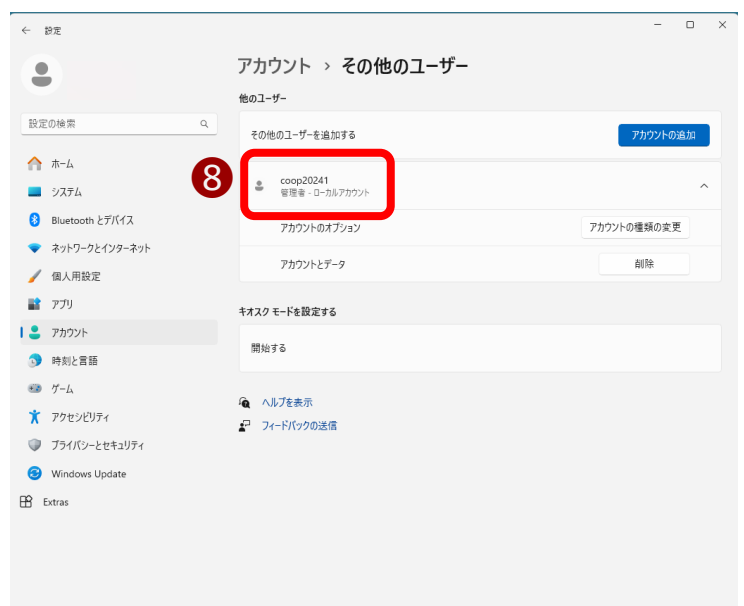 ← 設定
アカウント › その他のユーザー
他のユーザー
設定の検索
その他のユーザーを追加する
アカウントの追加
8
coop20241
管理者 - ローカルアカウント
アカウントのオプション
アカウントの種類の変更
アカウントとデータ
削除
キオスク モードを設定する
開始する
ヘルプを表示
フィードバックの送信
ホーム
システム
Bluetooth とデバイス
ネットワークとインターネット
個人用設定
アプリ
アカウント
時刻と言語
ゲーム
アクセシビリティ
プライバシーとセキュリティ
Windows Update
Extras